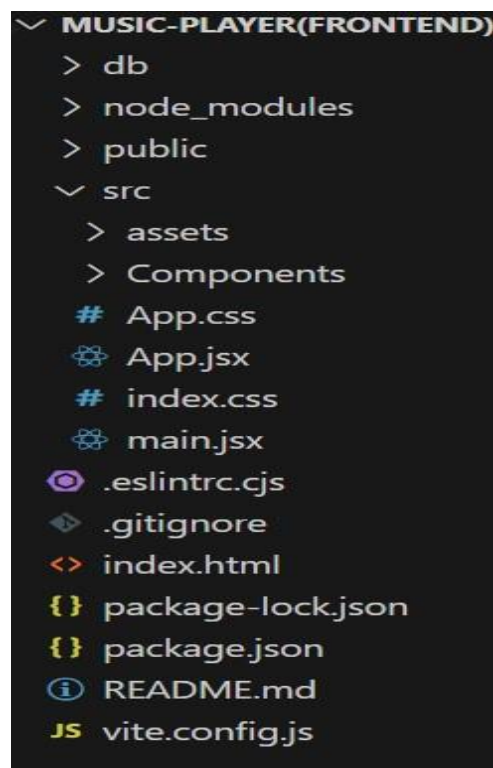 MUSIC-PLAYER(FRONTEND)
db
node_modules
public
src
assets
Components
# App.css
App.jsx
# index.css
main.jsx
.eslintrc.cjs
.gitignore
<> index.html
{} package-lock.json
{} package.json
README.md
JS vite.config.js